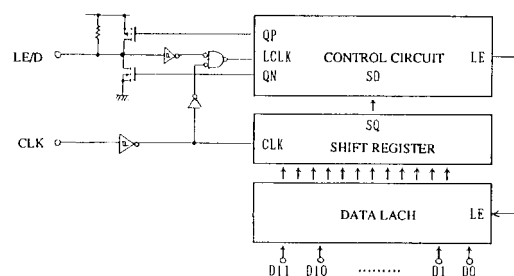 QP
LE/D
LCLK
CONTROL CIRCUIT
LE
QN
SD
SQ
CLK
CLK
SHIFT REGISTER
DATA LACH
LE
D11
D10
.........
D1
D0